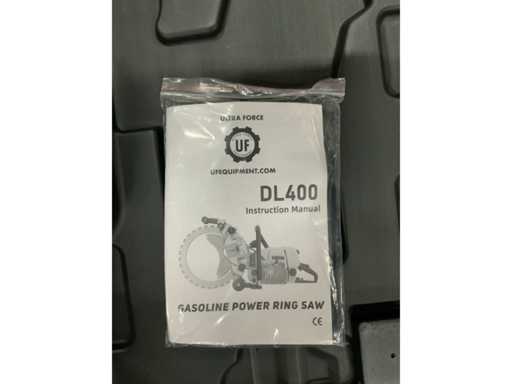 ULTRA FORCE
UF
UFEQUIPMENT.COM
DL400
Instruction Manual
GASOLINE POWER RING SAW
CE